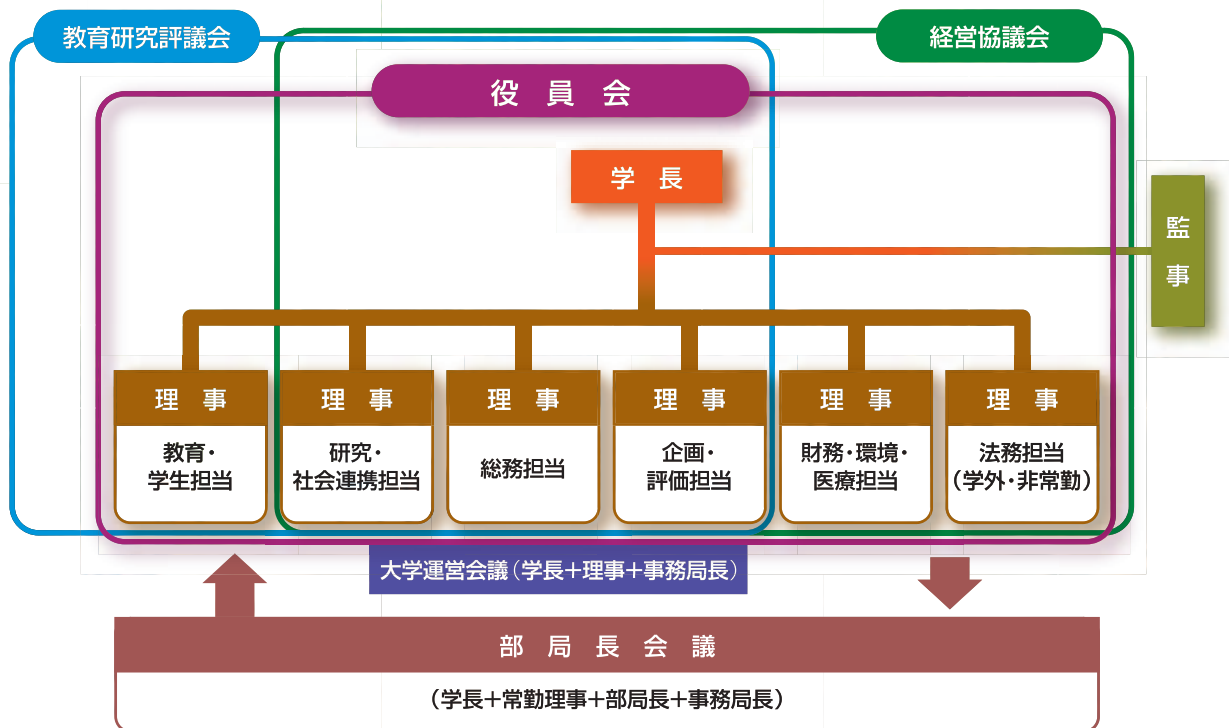 教育研究評議会
経営協議会
役員会
学長
監事
理事
教育・
学生担当
理事
研究・
社会連携担当
理事
総務担当
理事
企画・
評価担当
理事
財務・環境・
医療担当
理事
法務担当
(学外・非常勤)
大学運営会議(学長+理事+事務局長)
部局長会議
(学長+常勤理事+部局長+事務局長)